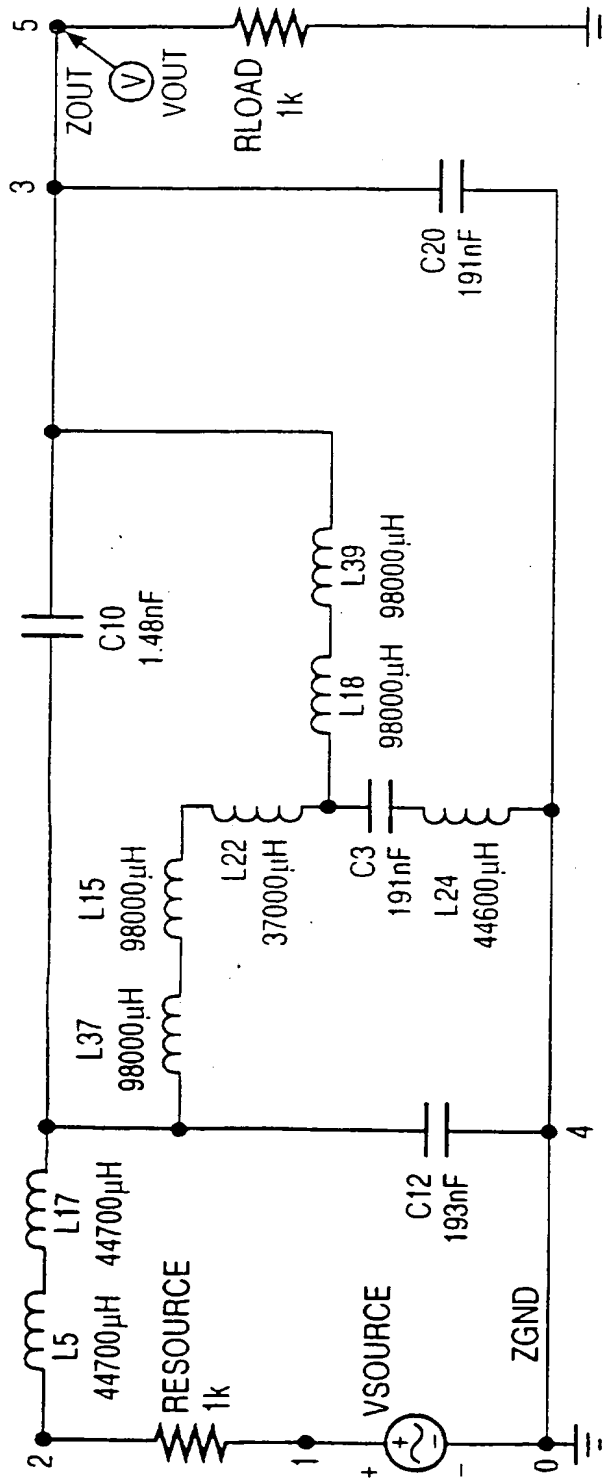 2
L5
44700µH
L17
44700µH
RESOURCE
1k
1
+
VSOURCE
+
−
−
0
ZGND
C12
193nF
4
L37
98000µH
L15
98000µH
L22
37000µH
C3
191nF
L24
44600µH
L18
98000µH
L39
98000µH
C10
1.48nF
3
C20
191nF
5
ZOUT
V
VOUT
RLOAD
1k